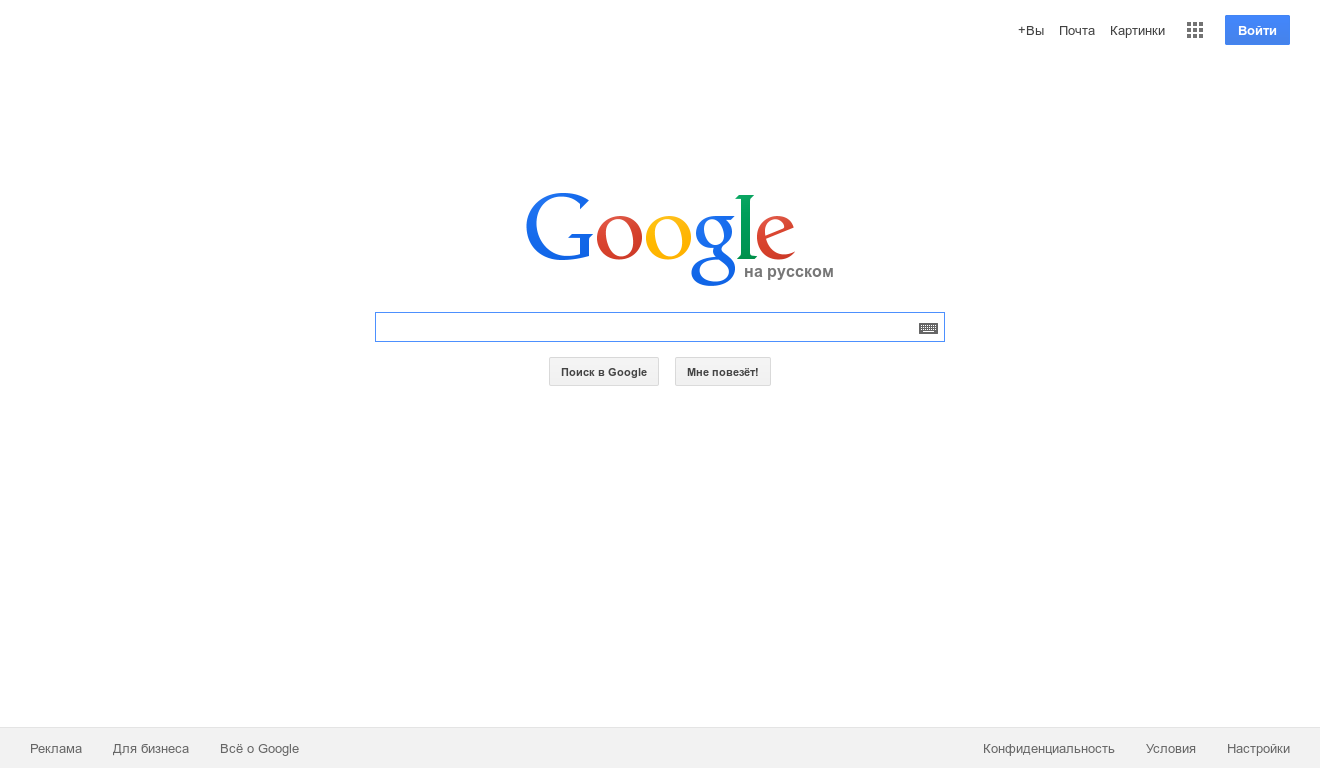 +Вы Почта Картинки Войти
Google
на русском
Поиск в Google Мне повезёт!
Реклама Для бизнеса Всё о Google Конфиденциальность Условия Настройки